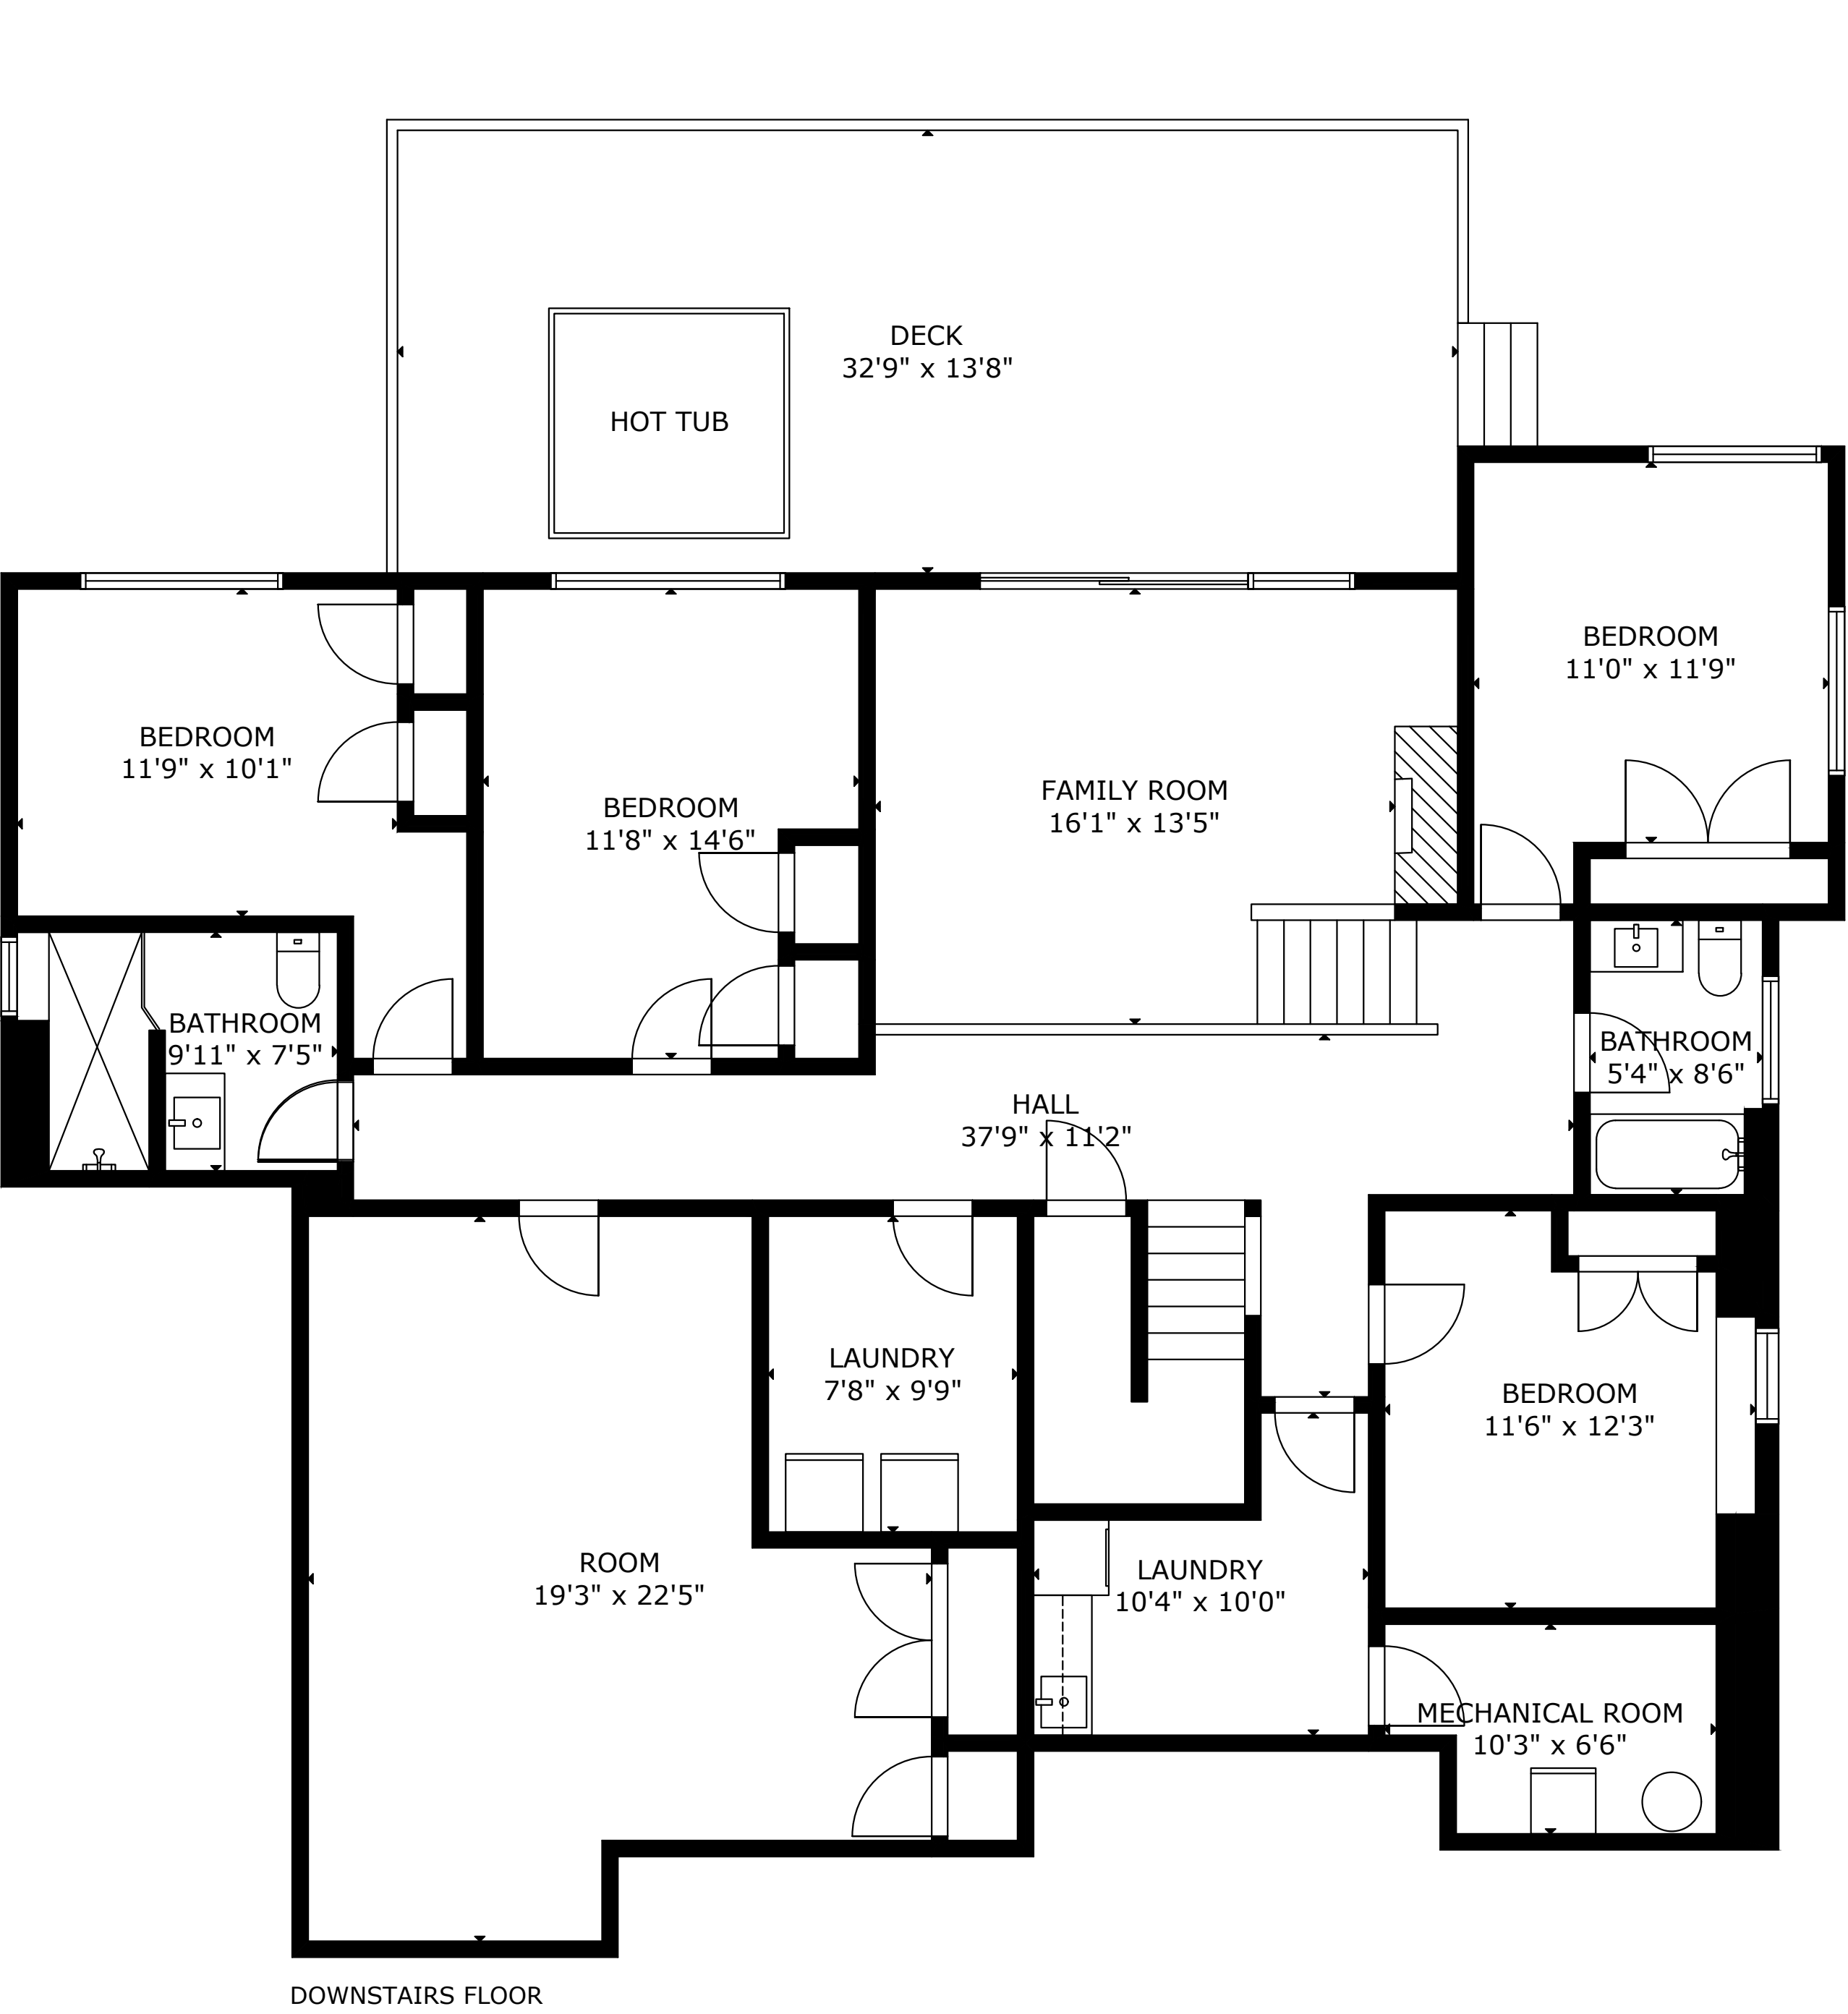 DECK
32'9" x 13'8"
HOT TUB
BEDROOM
11'0" x 11'9"
BEDROOM
11'9" x 10'1"
BEDROOM
11'8" x 14'6"
FAMILY ROOM
16'1" x 13'5"
BATHROOM
9'11" x 7'5"
BATHROOM
5'4" x 8'6"
HALL
37'9" x 11'2"
LAUNDRY
7'8" x 9'9"
BEDROOM
11'6" x 12'3"
ROOM
19'3" x 22'5"
LAUNDRY
10'4" x 10'0"
MECHANICAL ROOM
10'3" x 6'6"
DOWNSTAIRS FLOOR